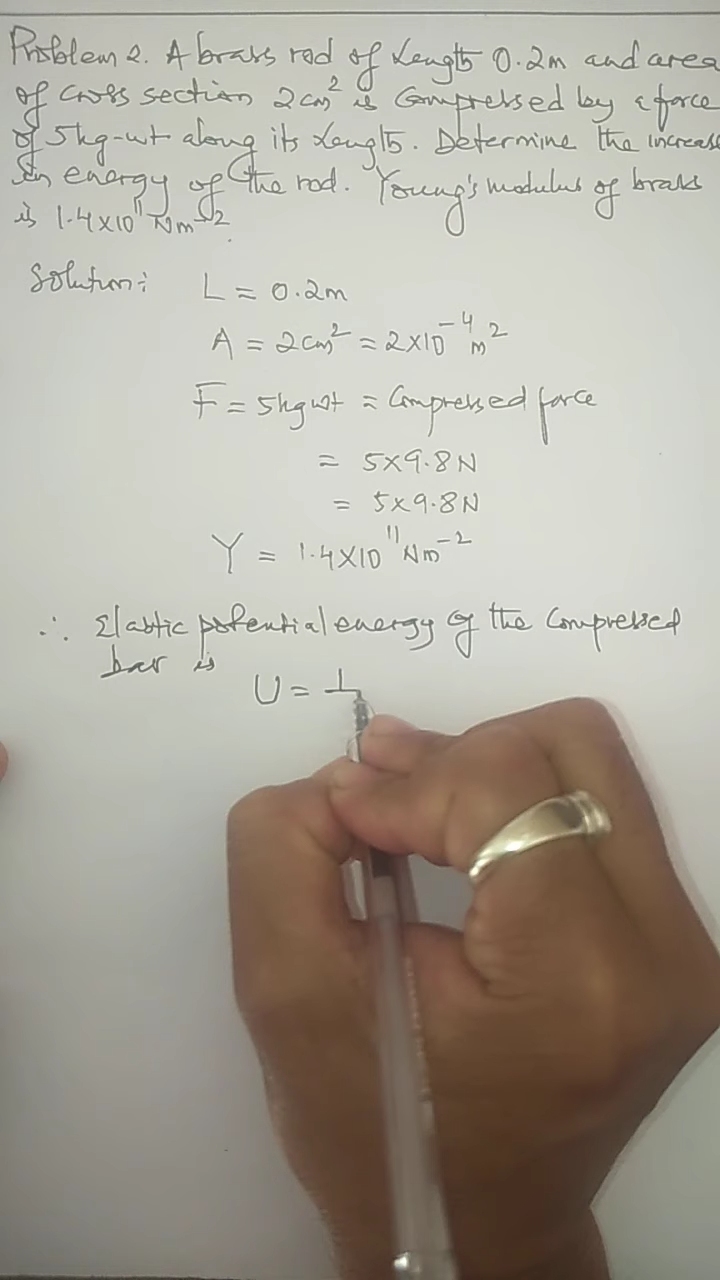 Problem 2. A brass rod of length 0.2m and area
of cross section 2cm² is compressed by a force
of 5kg-wt along its length. Determine the increase
in energy of the rod. Young's modulus of brass
is 1.4×10¹¹ Nm⁻².
Solution: L = 0.2m
A = 2cm² = 2×10⁻⁴ m²
F = 5kgwt = Compressed force
= 5×9.8N
= 5×9.8N
Y = 1.4×10¹¹ Nm⁻²
∴ Elastic potential energy of the compressed
bar is
U = 1